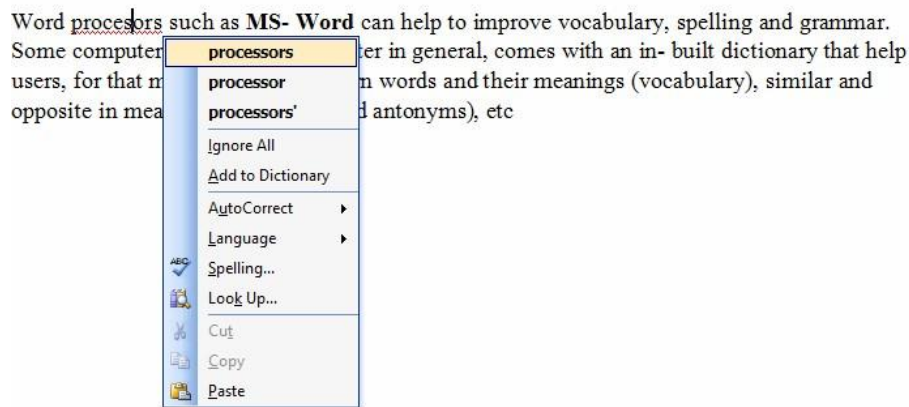 Word procesors such as MS- Word can help to improve vocabulary, spelling and grammar.
Some computer ter in general, comes with an in- built dictionary that help
users, for that m n words and their meanings (vocabulary), similar and
opposite in mea d antonyms), etc
processors
processor
processors'
Ignore All
Add to Dictionary
AutoCorrect
Language
Spelling...
Look Up...
Cut
Copy
Paste